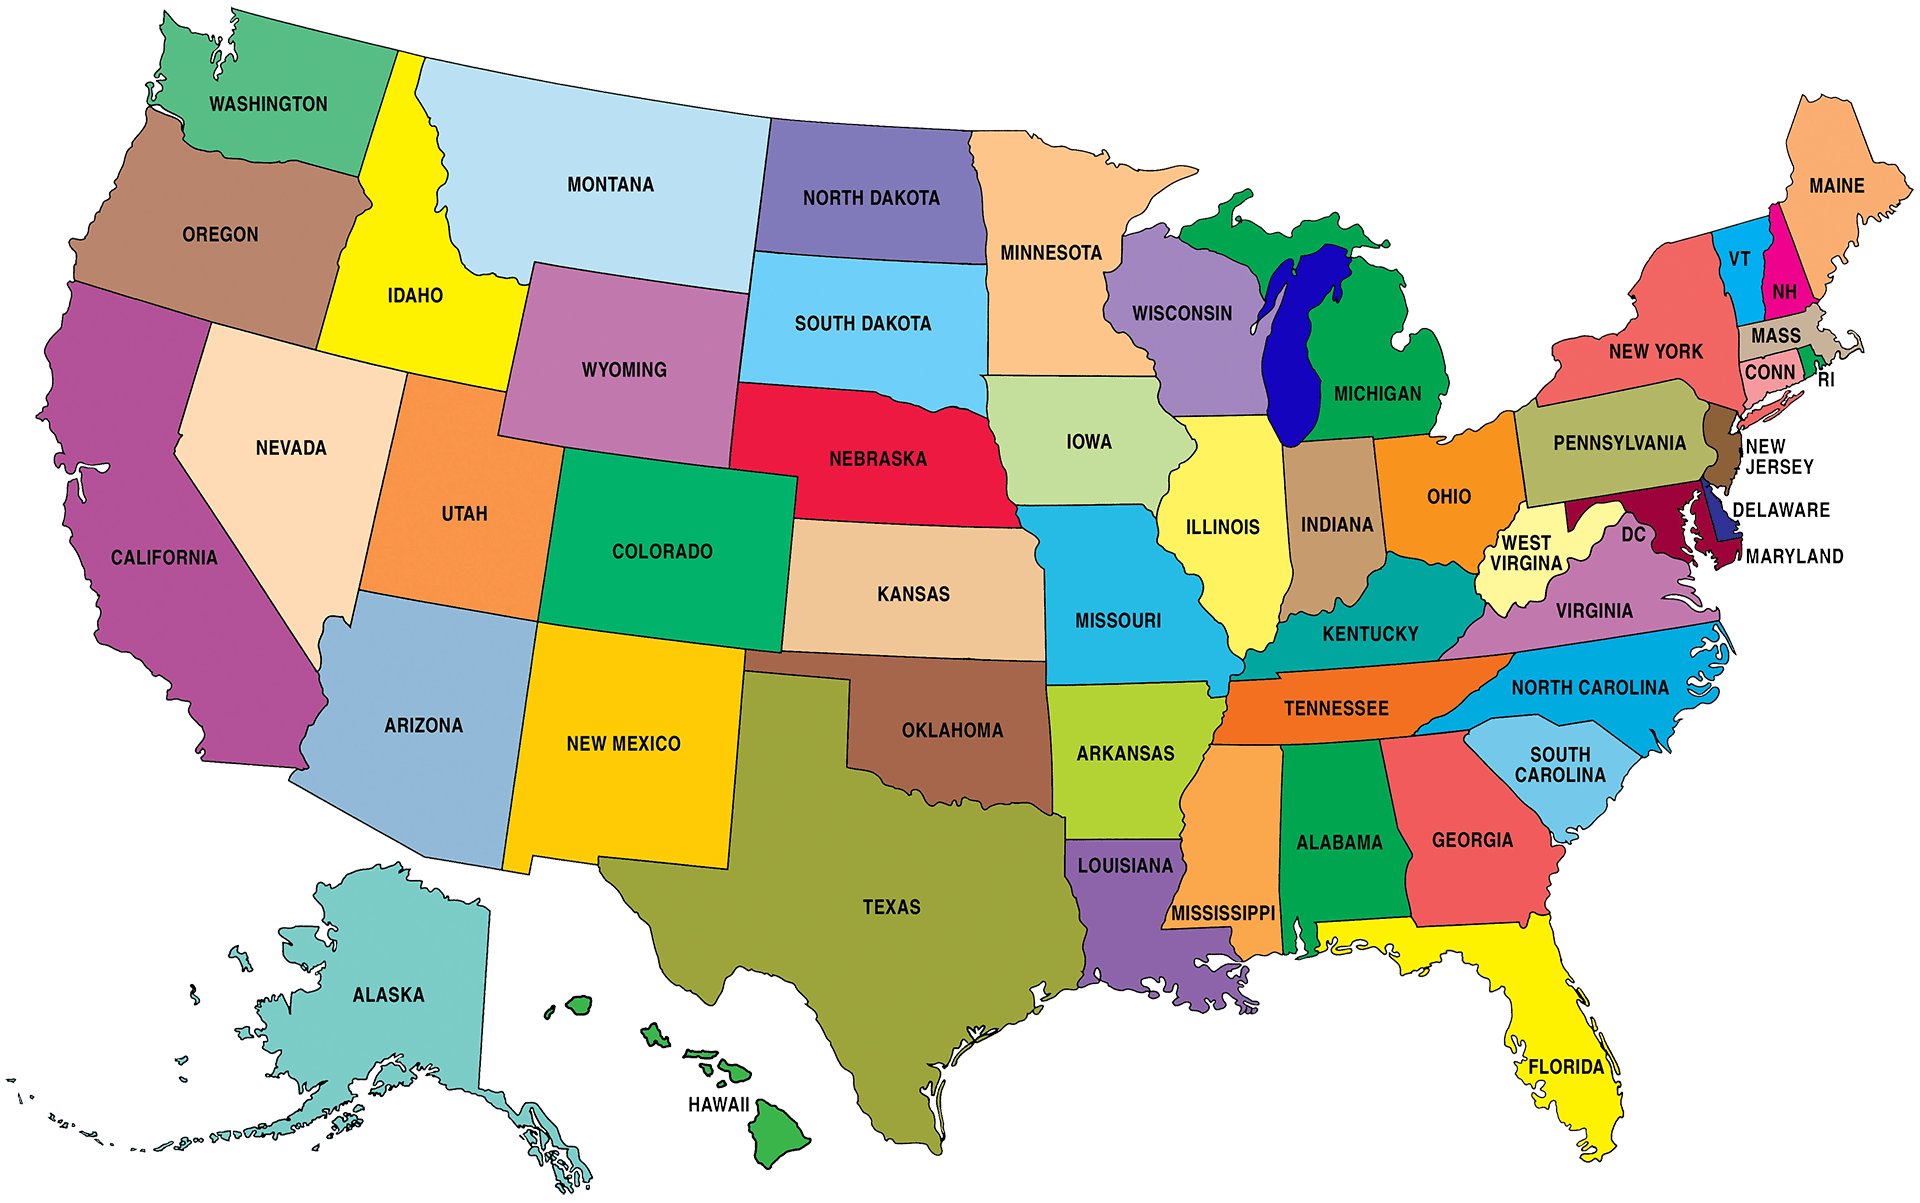 WASHINGTON
OREGON
IDAHO
MONTANA
NORTH DAKOTA
MINNESOTA
SOUTH DAKOTA
WYOMING
WISCONSIN
MICHIGAN
MAINE
VT
NH
MASS
NEW YORK
CONN
RI
CALIFORNIA
NEVADA
UTAH
COLORADO
NEBRASKA
IOWA
KANSAS
MISSOURI
ILLINOIS
INDIANA
OHIO
PENNSYLVANIA
NEW
JERSEY
DELAWARE
MARYLAND
DC
WEST
VIRGINA
VIRGINIA
KENTUCKY
ARIZONA
NEW MEXICO
OKLAHOMA
ARKANSAS
TENNESSEE
NORTH CAROLINA
SOUTH
CAROLINA
TEXAS
LOUISIANA
MISSISSIPPI
ALABAMA
GEORGIA
FLORIDA
ALASKA
HAWAII